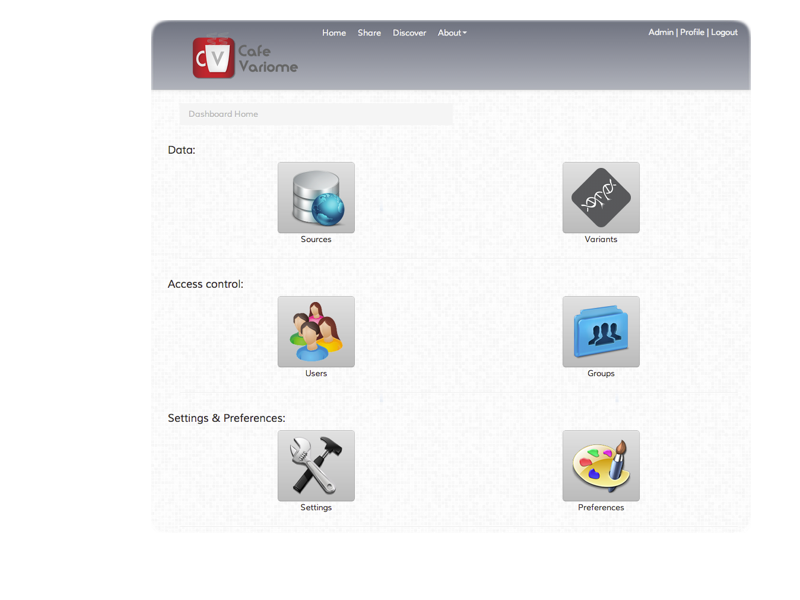 Home Share Discover About
Admin | Profile | Logout
CV
Cafe
Variome
Dashboard Home
Data:
Sources Variants
Access control:
Users Groups
Settings & Preferences:
Settings Preferences